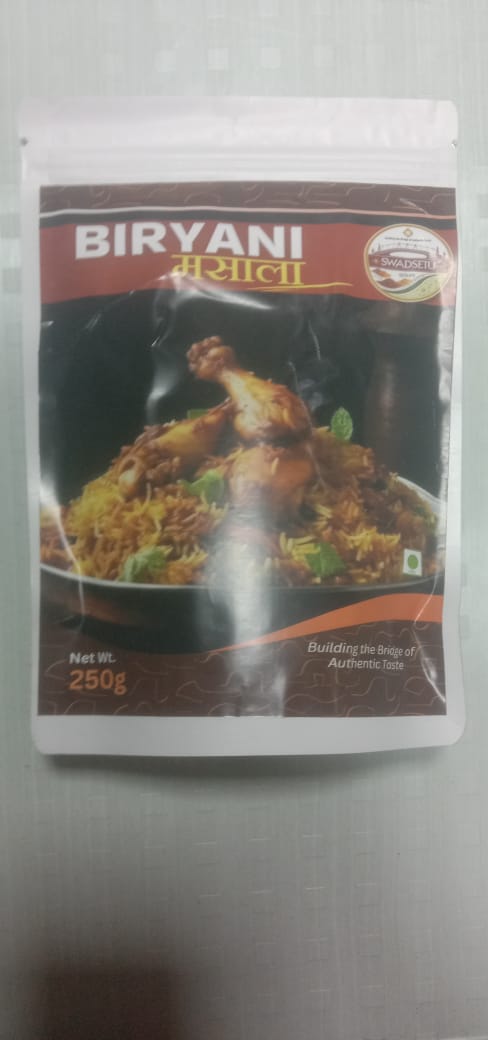 BIRYANI
मसाला
SWADSETU
Net Wt.
250g
Building the Bridge of
Authentic Taste